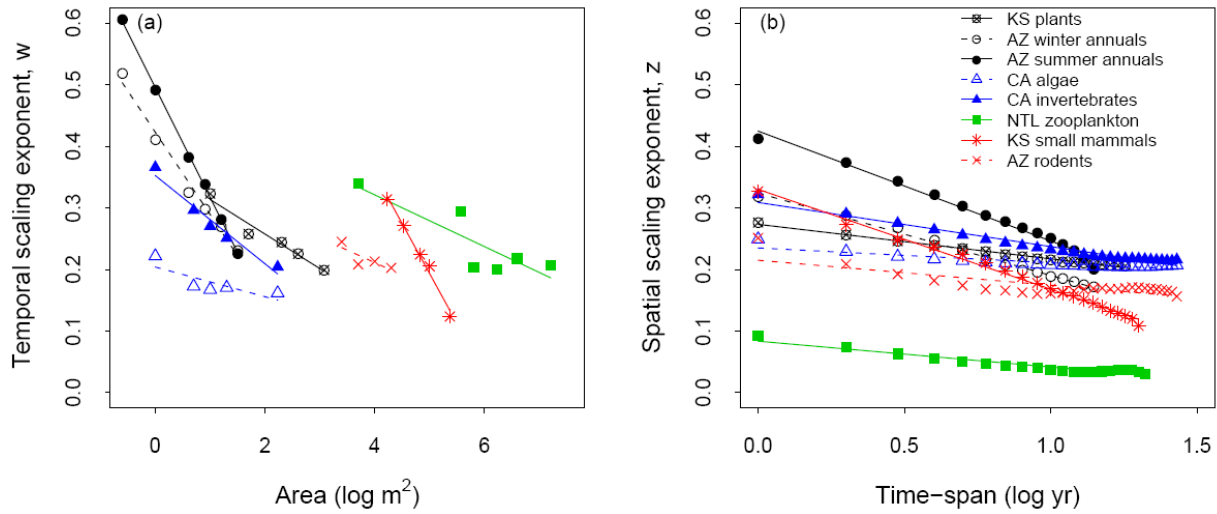 (a)
0.6
0.5
0.4
0.3
0.2
0.1
0.0
Temporal scaling exponent, w
0 2 4 6
Area (log m²)
(b)
0.6
0.5
0.4
0.3
0.2
0.1
0.0
Spatial scaling exponent, z
KS plants
AZ winter annuals
AZ summer annuals
CA algae
CA invertebrates
NTL zooplankton
KS small mammals
AZ rodents
0.0 0.5 1.0 1.5
Time−span (log yr)